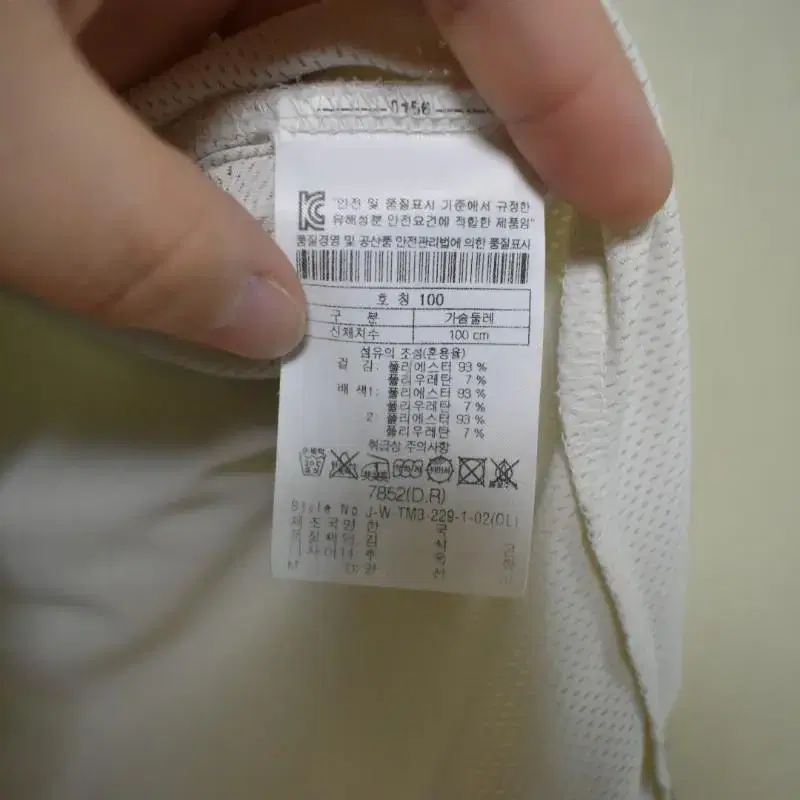 KC "안전 및 품질표시 기준에서 규정한
유해성분 안전요건에 적합한 제품임"
품질경영 및 공산품 안전관리법에 의한 품질표시
호 칭 100
구 분 가슴둘레
신체치수 100 cm
섬유의 조성(혼용율)
겉 감: 폴리에스터 93 %
폴리우레탄 7 %
배 색1: 폴리에스터 93 %
폴리우레탄 7 %
2: 폴리에스터 93 %
폴리우레탄 7 %
취급상 주의사항
7852(D.R)
Style No. J-W-TM3-229-1-02(OL)
제 조 국 명 한 국